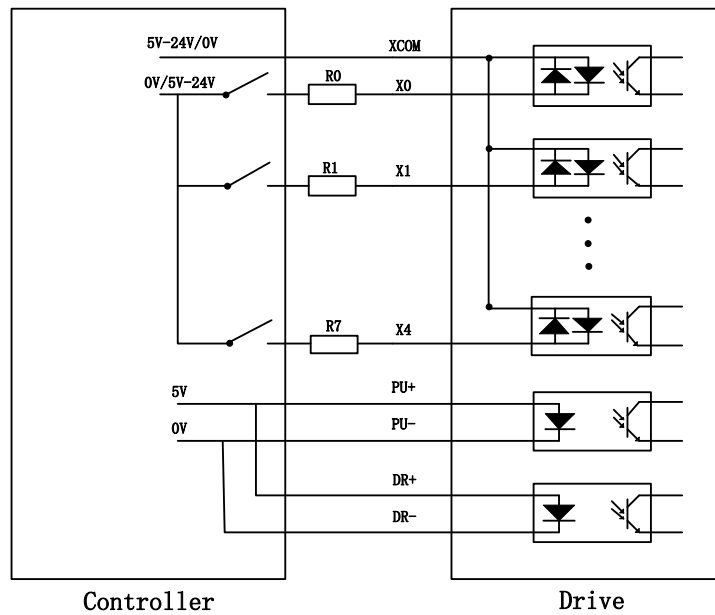 5V-24V/0V
XCOM
0V/5V-24V
R0
X0
R1
X1
R7
X4
5V
PU+
0V
PU-
DR+
DR-
Controller
Drive